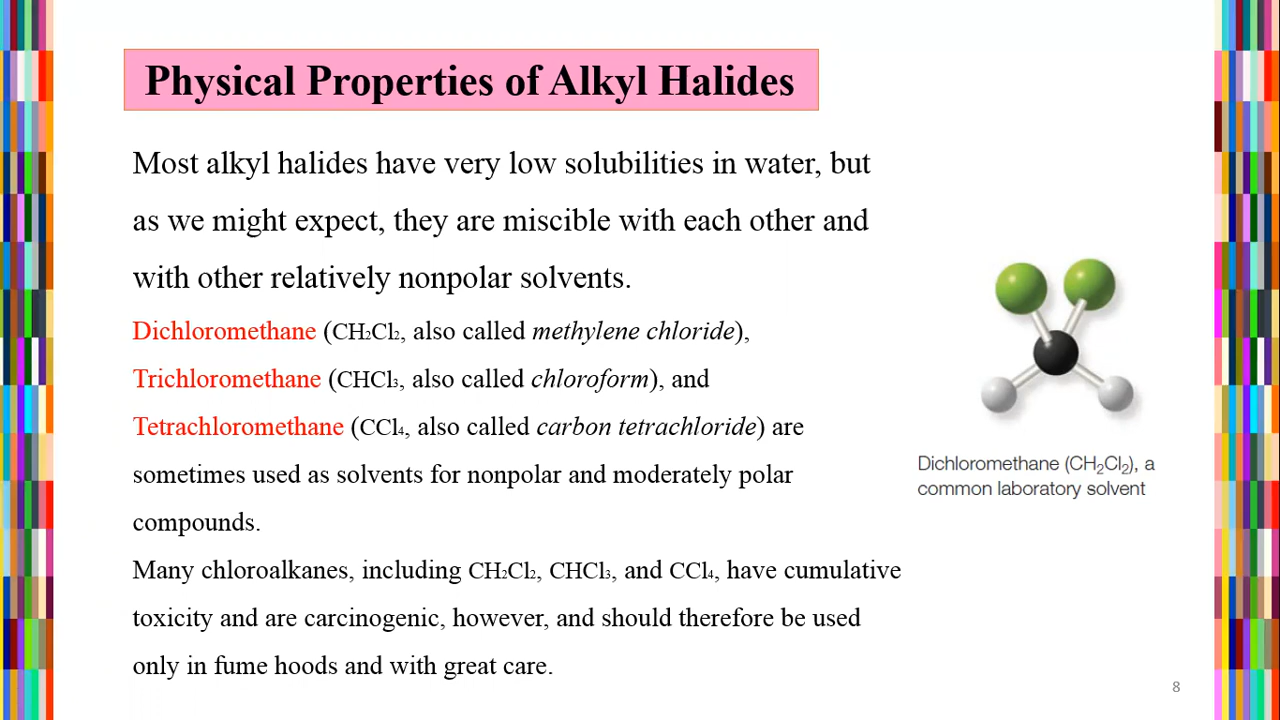 Physical Properties of Alkyl Halides
Most alkyl halides have very low solubilities in water, but
as we might expect, they are miscible with each other and
with other relatively nonpolar solvents.
Dichloromethane (CH₂Cl₂, also called methylene chloride),
Trichloromethane (CHCl₃, also called chloroform), and
Tetrachloromethane (CCl₄, also called carbon tetrachloride) are
sometimes used as solvents for nonpolar and moderately polar
compounds.
Many chloroalkanes, including CH₂Cl₂, CHCl₃, and CCl₄, have cumulative
toxicity and are carcinogenic, however, and should therefore be used
only in fume hoods and with great care.
Dichloromethane (CH₂Cl₂), a
common laboratory solvent
8